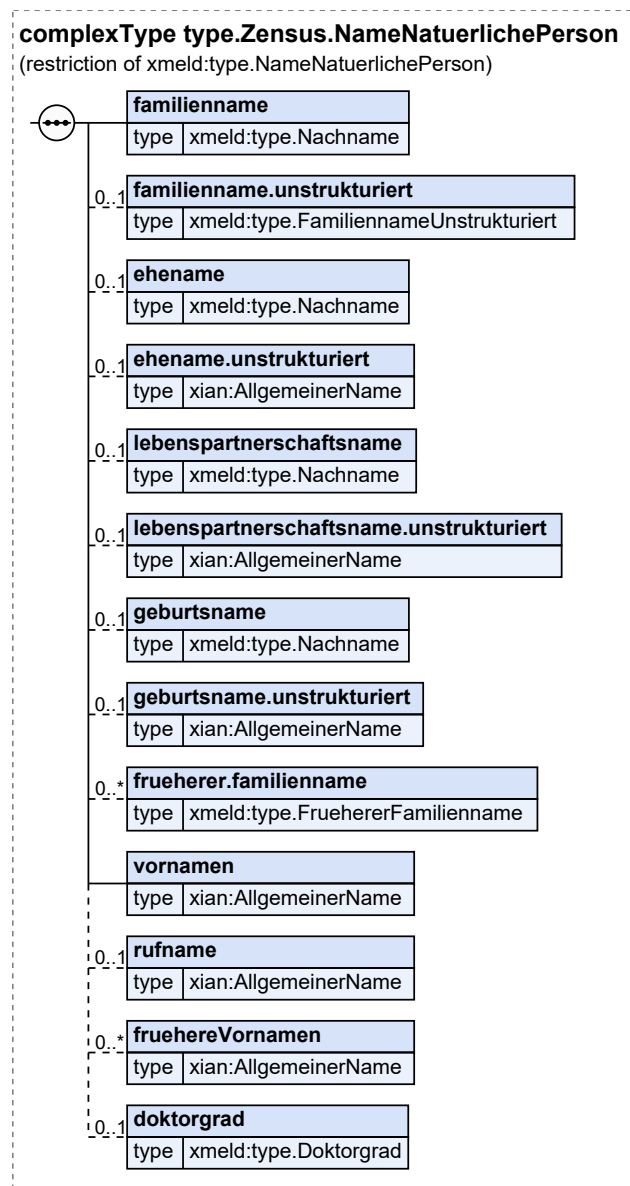 complexType type.Zensus.NameNatuerlichePerson
(restriction of xmeld:type.NameNatuerlichePerson)
familienname
type xmeld:type.Nachname
0..1 familienname.unstrukturiert
type xmeld:type.FamiliennameUnstrukturiert
0..1 ehename
type xmeld:type.Nachname
0..1 ehename.unstrukturiert
type xian:AllgemeinerName
0..1 lebenspartnerschaftsname
type xmeld:type.Nachname
0..1 lebenspartnerschaftsname.unstrukturiert
type xian:AllgemeinerName
0..1 geburtsname
type xmeld:type.Nachname
0..1 geburtsname.unstrukturiert
type xian:AllgemeinerName
0..* frueherer.familienname
type xmeld:type.FruehererFamilienname
vornamen
type xian:AllgemeinerName
0..1 rufname
type xian:AllgemeinerName
0..* fruehereVornamen
type xian:AllgemeinerName
0..1 doktorgrad
type xmeld:type.Doktorgrad